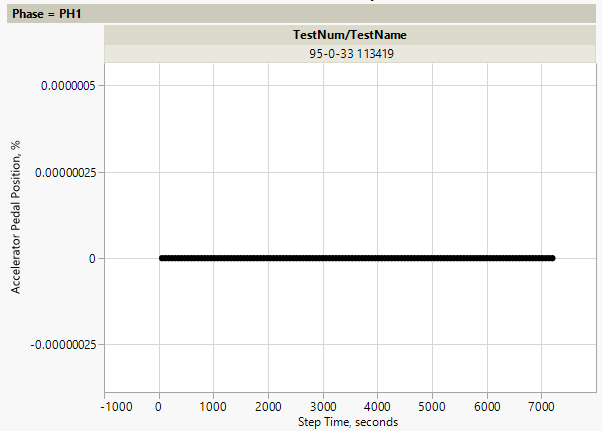 Phase = PH1
TestNum/TestName
95-0-33 113419
0.0000005
0.00000025
0
-0.00000025
Accelerator Pedal Position, %
-1000 0 1000 2000 3000 4000 5000 6000 7000
Step Time, seconds